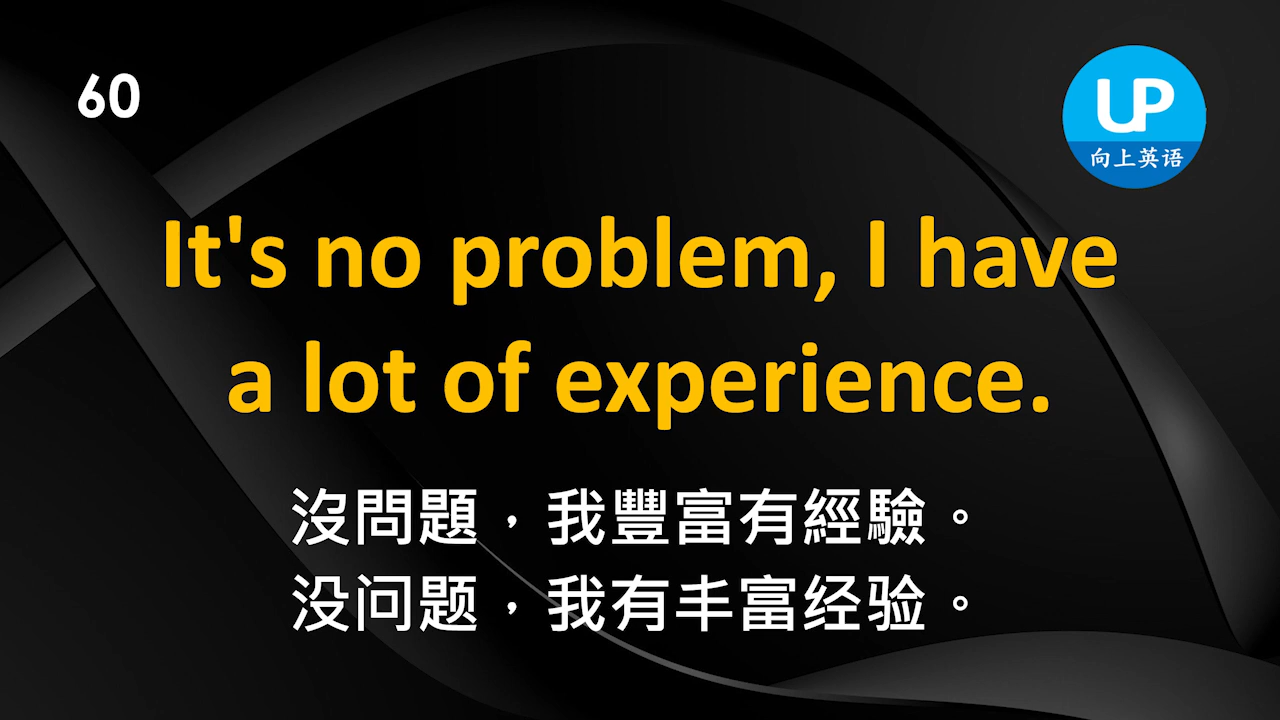 60
UP
向上英语
It's no problem, I have
a lot of experience.
沒問題，我豐富有經驗。
没问题，我有丰富经验。